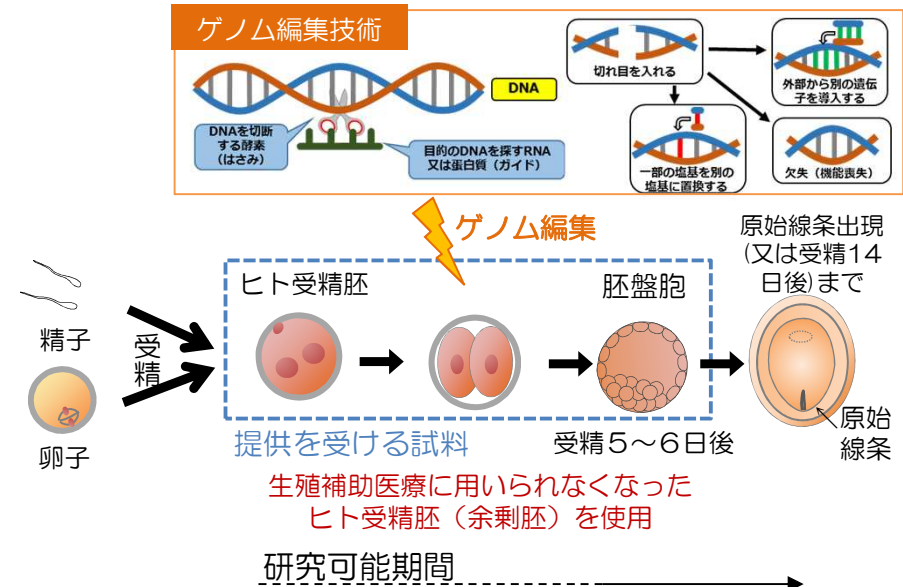 ゲノム編集技術
DNA
DNAを切断
する酵素
（はさみ）
目的のDNAを探すRNA
又は蛋白質（ガイド）
切れ目を入れる
外部から別の遺伝
子を導入する
一部の塩基を別の
塩基に置換する
欠失（機能喪失）
ゲノム編集
原始線条出現
(又は受精14
日後)まで
精子
卵子
受
精
ヒト受精胚
胚盤胞
原始
線条
提供を受ける試料
受精５～６日後
生殖補助医療に用いられなくなった
ヒト受精胚（余剰胚）を使用
研究可能期間